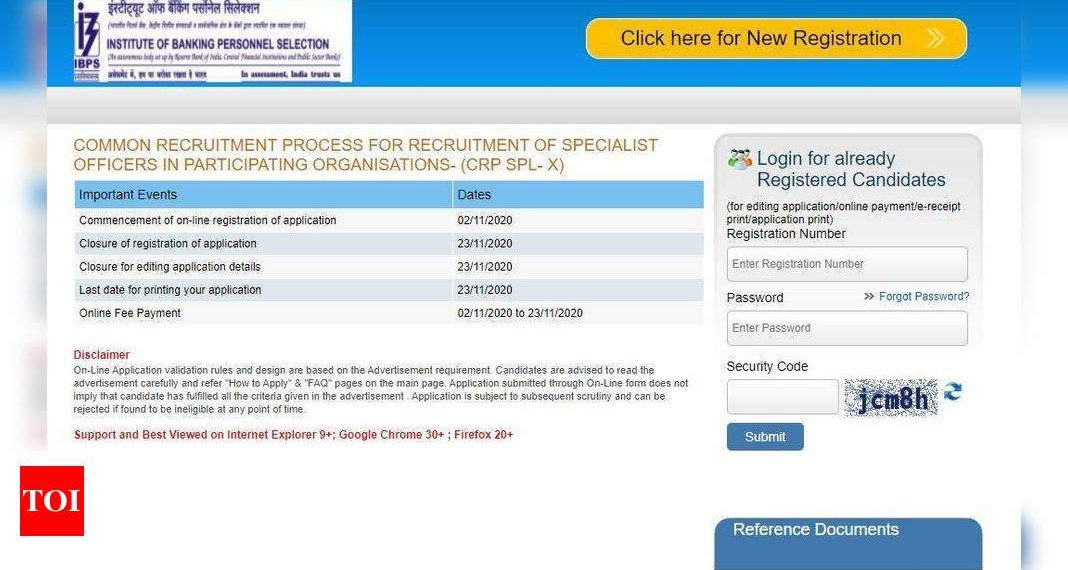 इंस्टीट्यूट ऑफ बैंकिंग पर्सोनेल सिलेक्शन
INSTITUTE OF BANKING PERSONNEL SELECTION
(An autonomous body set up by Reserve Bank of India, Central Financial Institutions and Public Sector Banks)
IBPS
In assessment, India trusts us
Click here for New Registration
COMMON RECRUITMENT PROCESS FOR RECRUITMENT OF SPECIALIST
OFFICERS IN PARTICIPATING ORGANISATIONS- (CRP SPL- X)
Important Events Dates
Commencement of on-line registration of application 02/11/2020
Closure of registration of application 23/11/2020
Closure for editing application details 23/11/2020
Last date for printing your application 23/11/2020
Online Fee Payment 02/11/2020 to 23/11/2020
Disclaimer
On-Line Application validation rules and design are based on the Advertisement requirement. Candidates are advised to read the
advertisement carefully and refer "How to Apply" & "FAQ" pages on the main page. Application submitted through On-Line form does not
imply that candidate has fulfilled all the criteria given in the advertisement . Application is subject to subsequent scrutiny and can be
rejected if found to be ineligible at any point of time.
Support and Best Viewed on Internet Explorer 9+; Google Chrome 30+ ; Firefox 20+
Login for already
Registered Candidates
(for editing application/online payment/e-receipt
print/application print)
Registration Number
Enter Registration Number
Password >> Forgot Password?
Enter Password
Security Code
jcm8h
Submit
Reference Documents
TOI